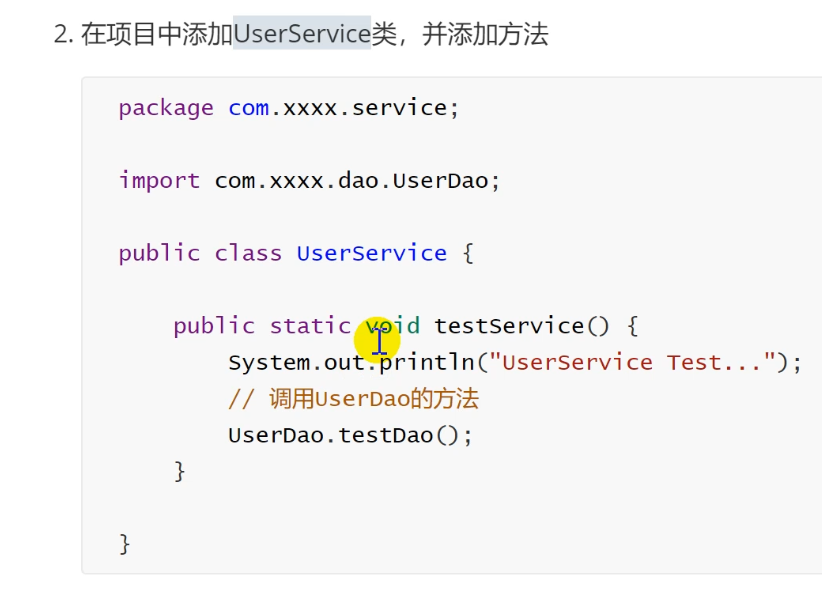 2. 在项目中添加UserService类，并添加方法
package com.xxxx.service;
import com.xxxx.dao.UserDao;
public class UserService {
public static void testService() {
System.out.println("UserService Test...");
// 调用UserDao的方法
UserDao.testDao();
}
}